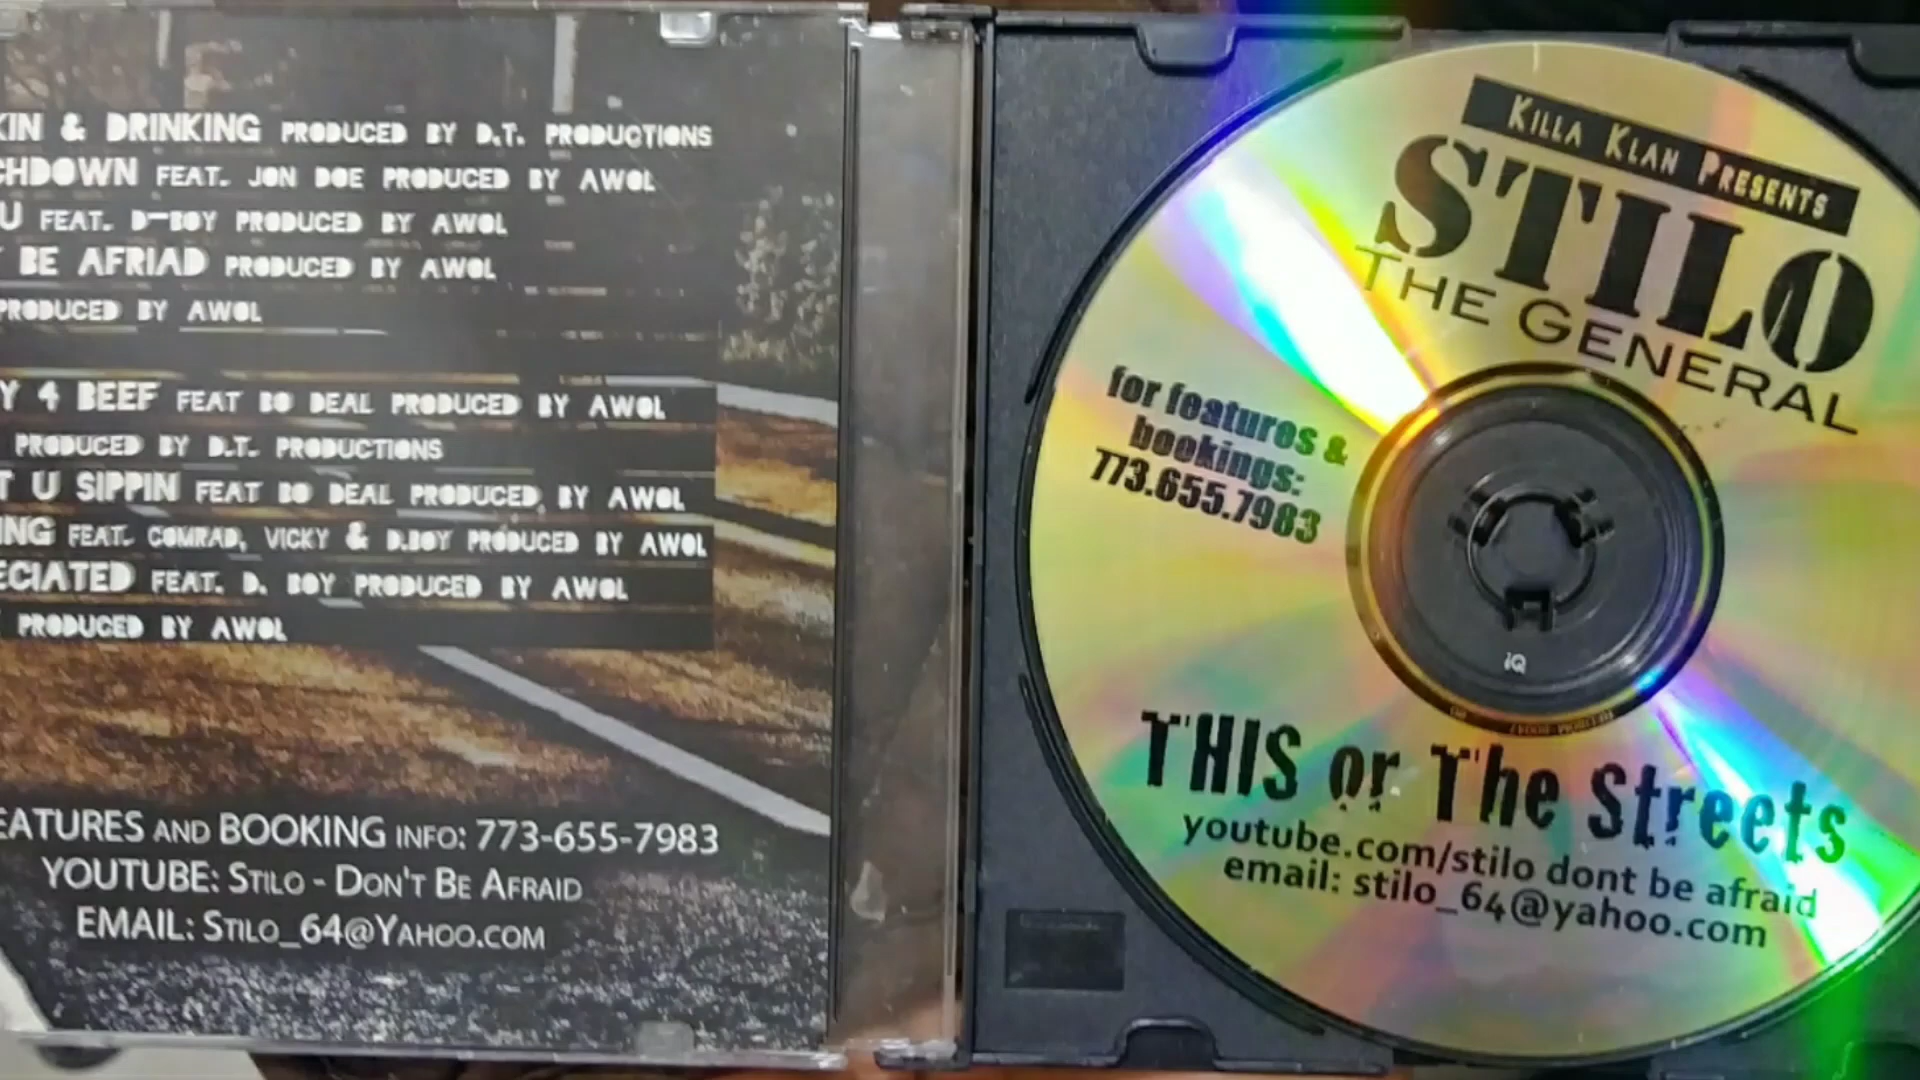 KIN & DRINKING PRODUCED BY D.T. PRODUCTIONS
CHDOWN FEAT. JON DOE PRODUCED BY AWOL
U FEAT. D-BOY PRODUCED BY AWOL
BE AFRIAD PRODUCED BY AWOL
PRODUCED BY AWOL
Y 4 BEEF FEAT BO DEAL PRODUCED BY AWOL
PRODUCED BY D.T. PRODUCTIONS
T U SIPPIN FEAT BO DEAL PRODUCED BY AWOL
ING FEAT. COMRAD, VICKY & D.BOY PRODUCED BY AWOL
ECIATED FEAT. D. BOY PRODUCED BY AWOL
PRODUCED BY AWOL
EATURES AND BOOKING INFO: 773-655-7983
YOUTUBE: STILO - DON'T BE AFRAID
EMAIL: STILO_64@YAHOO.COM
KILLA KLAN PRESENTS
STILO
THE GENERAL
for features &
bookings:
773.655.7983
iQ
THIS or The Streets
youtube.com/stilo dont be afraid
email: stilo_64@yahoo.com